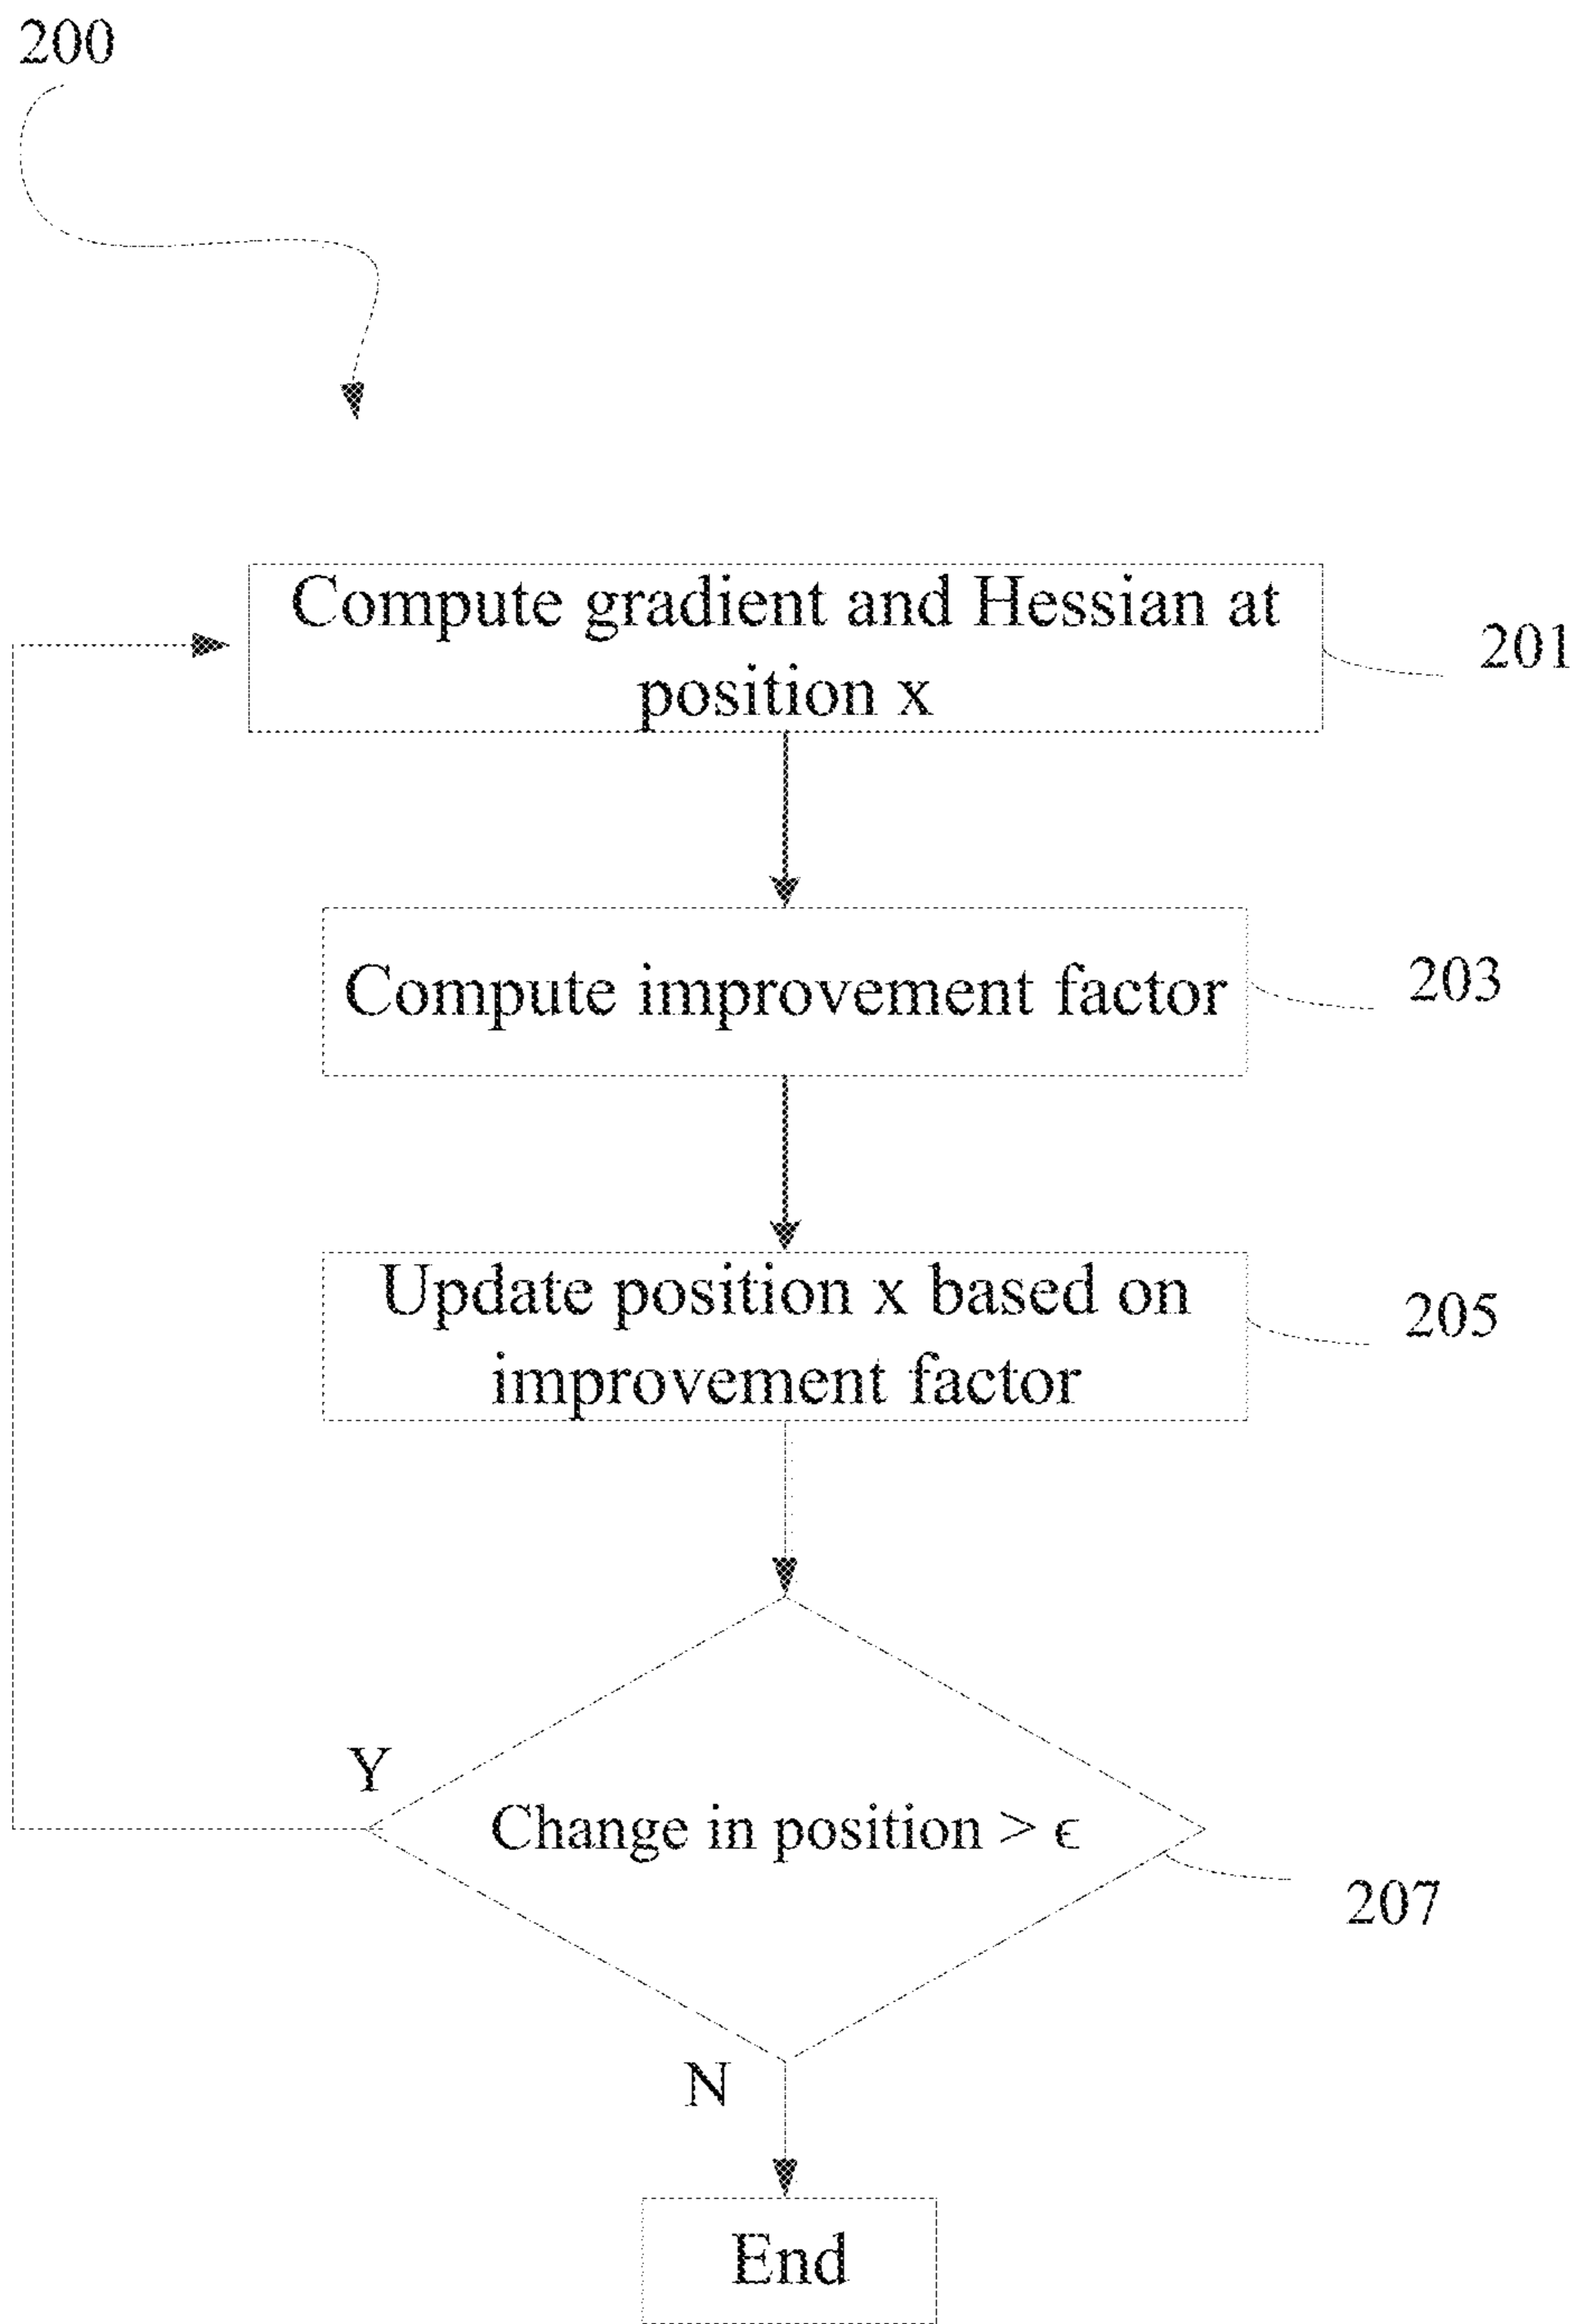 200
Compute gradient and Hessian at
position x
201
Compute improvement factor
203
Update position x based on
improvement factor
205
Y
Change in position > ϵ
207
N
End